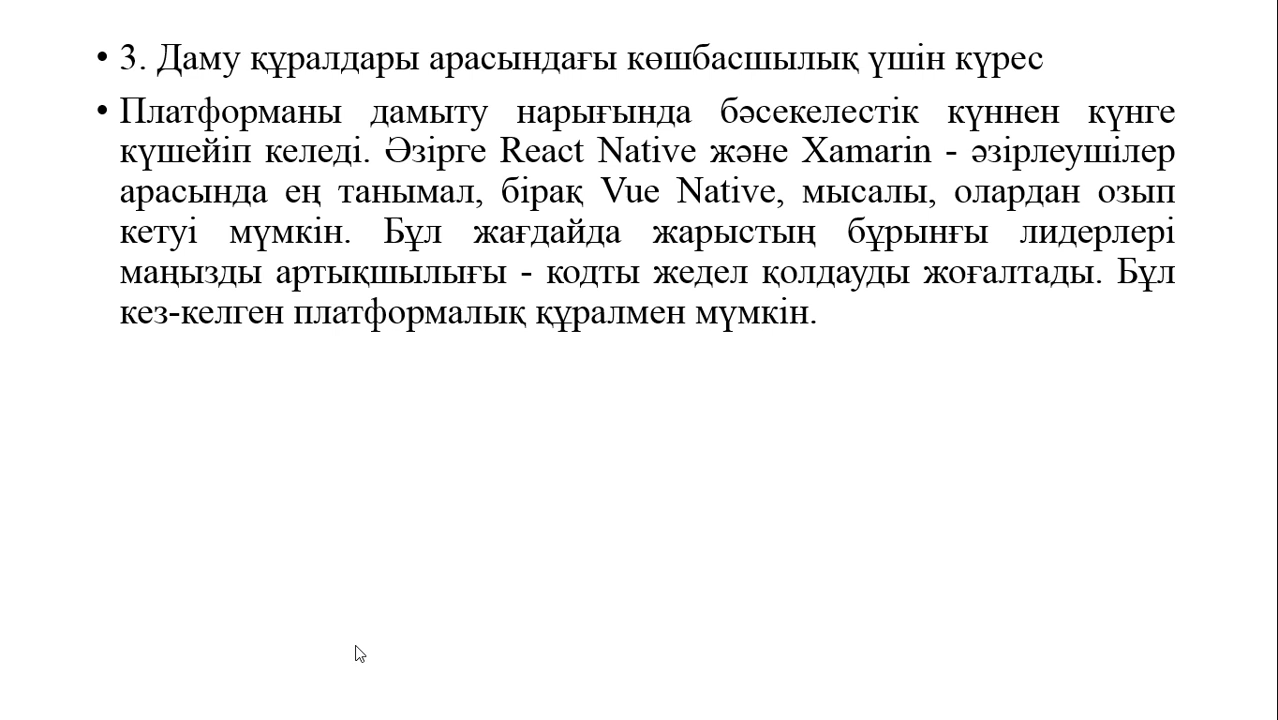 • 3. Даму құралдары арасындағы көшбасшылық үшін күрес
• Платформаны дамыту нарығында бәсекелестік күннен күнге
күшейіп келеді. Әзірге React Native және Xamarin - әзірлеушілер
арасында ең танымал, бірақ Vue Native, мысалы, олардан озып
кетуі мүмкін. Бұл жағдайда жарыстың бұрынғы лидерлері
маңызды артықшылығы - кодты жедел қолдауды жоғалтады. Бұл
кез-келген платформалық құралмен мүмкін.